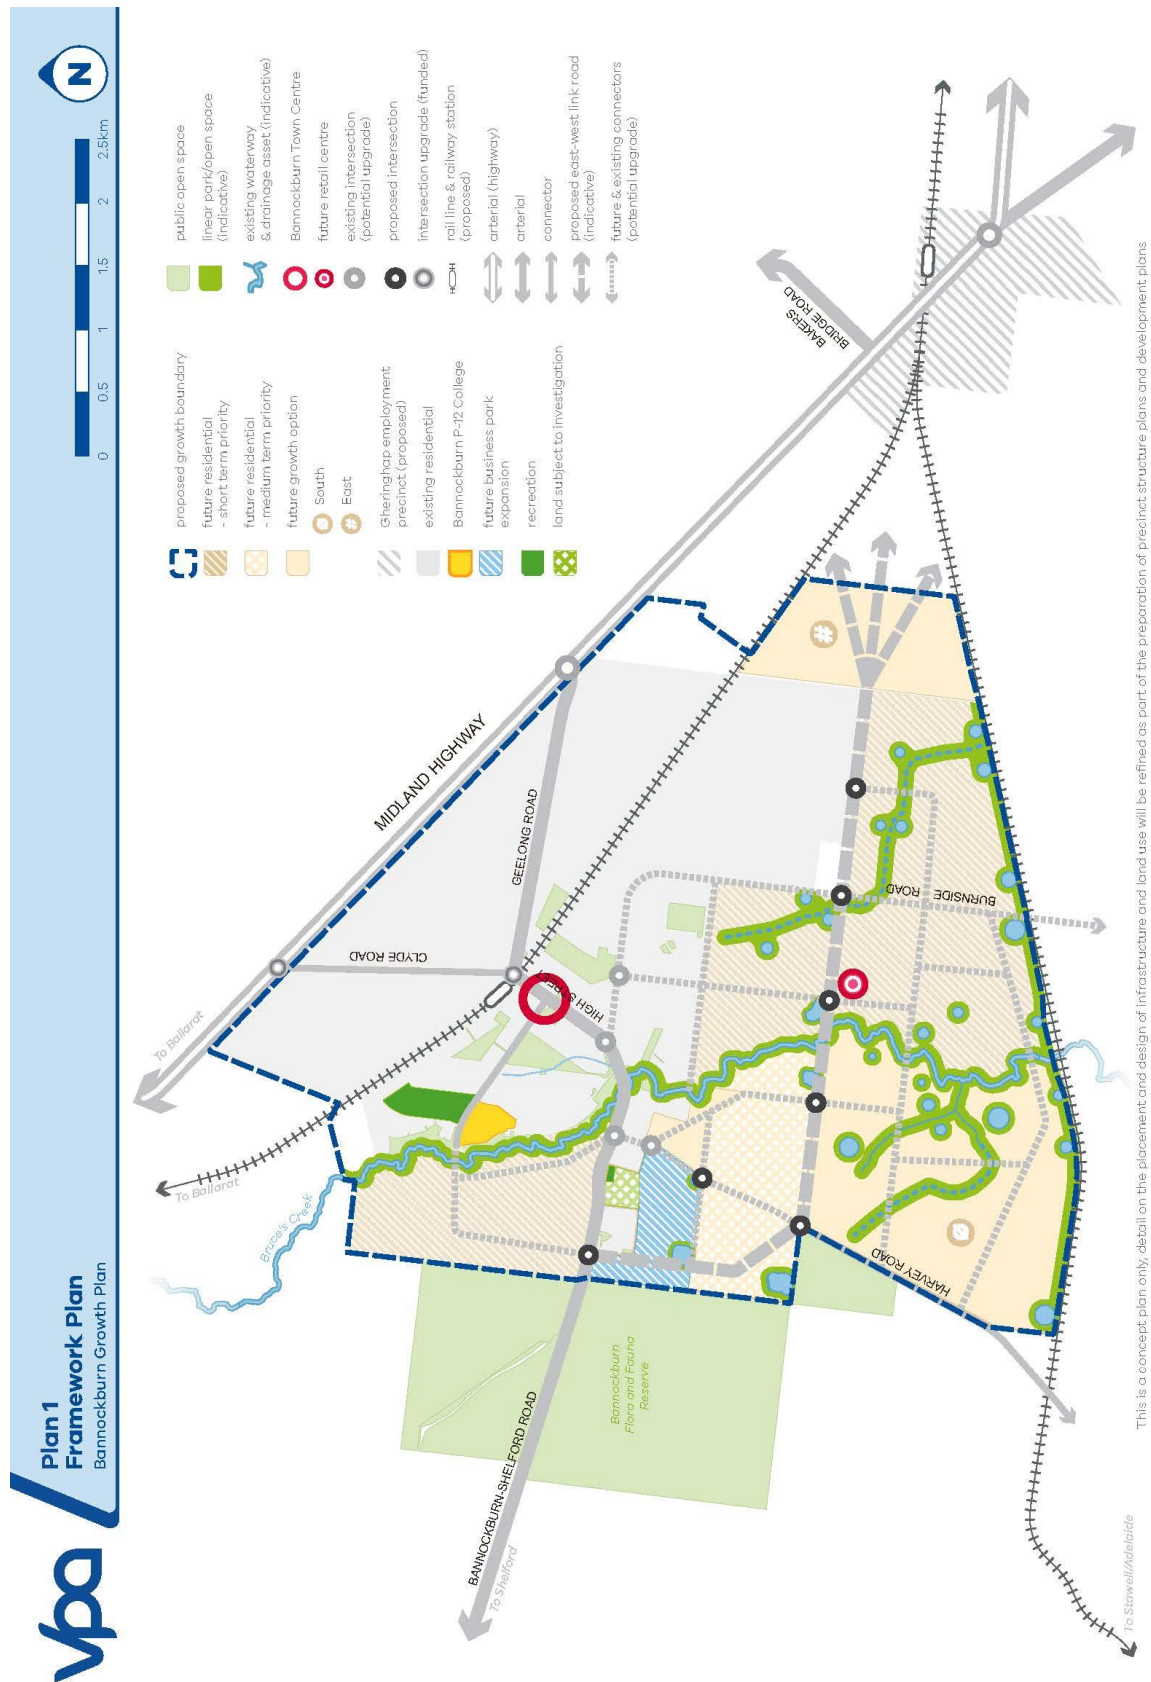 vpa
Plan 1
Framework Plan
Bannockburn Growth Plan
0
0.5
1
1.5
2
2.5km
N
proposed growth boundary
future residential
- short term priority
future residential
- medium term priority
future growth option
South
East
Gheringhap employment
precinct (proposed)
existing residential
Bannockburn P-12 College
future business park
expansion
recreation
land subject to investigation
public open space
linear park/open space
(indicative)
existing waterway
& drainage asset (indicative)
Bannockburn Town Centre
future retail centre
existing intersection
(potential upgrade)
proposed intersection
intersection upgrade (funded)
rail line & railway station
(proposed)
arterial (highway)
arterial
connector
proposed east-west link road
(indicative)
future & existing connectors
(potential upgrade)
To Ballarat
To Ballarat
Bruce's Creek
MIDLAND HIGHWAY
CLYDE ROAD
GEELONG ROAD
HIGH STREET
BAKERS
BRIDGE ROAD
BURNSIDE ROAD
HARVEY ROAD
Bannockburn
Flora and Fauna
Reserve
BANNOCKBURN-SHELFORD ROAD
To Shelford
To Stawell/Adelaide
This is a concept plan only, detail on the placement and design of infrastructure and land use will be refined as part of the preparation of precinct structure plans and development plans